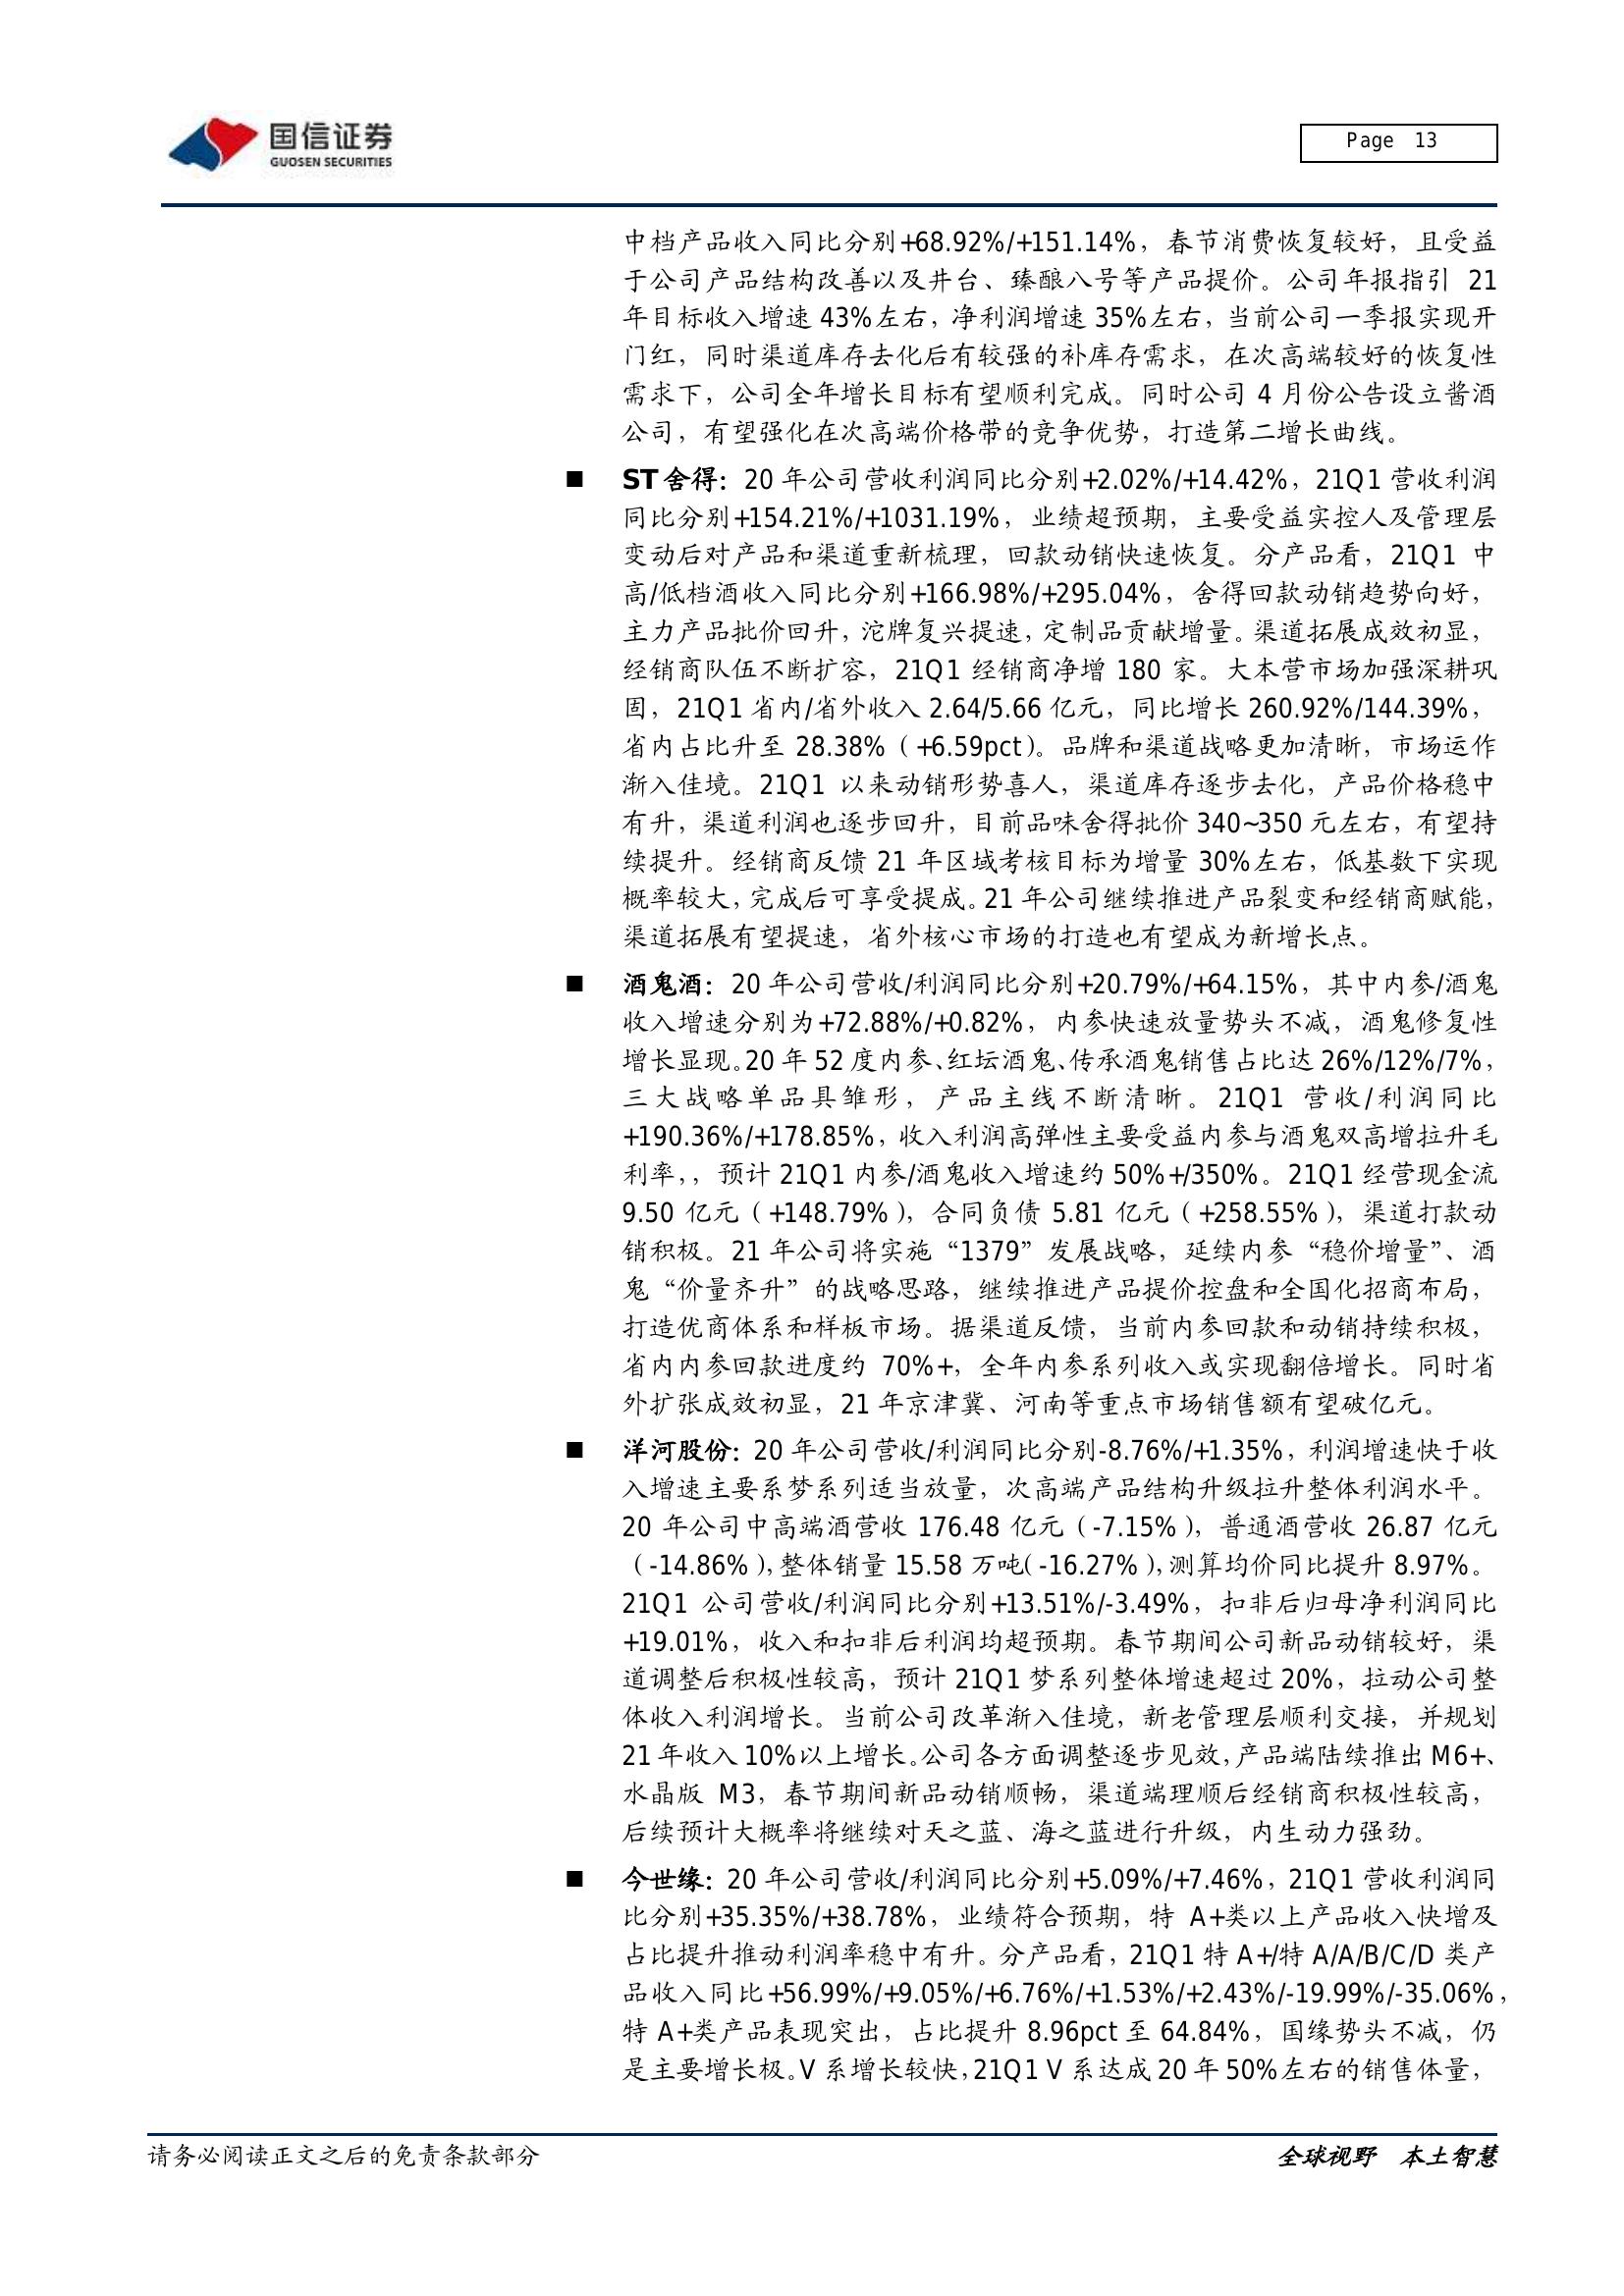 国信证券
GUOSEN SECURITIES
Page 13
中档产品收入同比分别+68.92%/+151.14%，春节消费恢复较好，且受益
于公司产品结构改善以及井台、臻酿八号等产品提价。公司年报指引 21
年目标收入增速 43%左右，净利润增速 35%左右，当前公司一季报实现开
门红，同时渠道库存去化后有较强的补库存需求，在次高端较好的恢复性
需求下，公司全年增长目标有望顺利完成。同时公司 4 月份公告设立酱酒
公司，有望强化在次高端价格带的竞争优势，打造第二增长曲线。
■ ST 舍得：20 年公司营收利润同比分别+2.02%/+14.42%，21Q1 营收利润
同比分别+154.21%/+1031.19%，业绩超预期，主要受益实控人及管理层
变动后对产品和渠道重新梳理，回款动销快速恢复。分产品看，21Q1 中
高/低档酒收入同比分别+166.98%/+295.04%，舍得回款动销趋势向好，
主力产品批价回升，沱牌复兴提速，定制品贡献增量。渠道拓展成效初显，
经销商队伍不断扩容，21Q1 经销商净增 180 家。大本营市场加强深耕巩
固，21Q1 省内/省外收入 2.64/5.66 亿元，同比增长 260.92%/144.39%，
省内占比升至 28.38%（+6.59pct）。品牌和渠道战略更加清晰，市场运作
渐入佳境。21Q1 以来动销形势喜人，渠道库存逐步去化，产品价格稳中
有升，渠道利润也逐步回升，目前品味舍得批价 340~350 元左右，有望持
续提升。经销商反馈 21 年区域考核目标为增量 30%左右，低基数下实现
概率较大，完成后可享受提成。21 年公司继续推进产品裂变和经销商赋能，
渠道拓展有望提速，省外核心市场的打造也有望成为新增长点。
■ 酒鬼酒：20 年公司营收/利润同比分别+20.79%/+64.15%，其中内参/酒鬼
收入增速分别为+72.88%/+0.82%，内参快速放量势头不减，酒鬼修复性
增长显现。20 年 52 度内参、红坛酒鬼、传承酒鬼销售占比达 26%/12%/7%，
三大战略单品具雏形，产品主线不断清晰。21Q1 营收/利润同比
+190.36%/+178.85%，收入利润高弹性主要受益内参与酒鬼双高增拉升毛
利率，，预计 21Q1 内参/酒鬼收入增速约 50%+/350%。21Q1 经营现金流
9.50 亿元（+148.79%），合同负债 5.81 亿元（+258.55%），渠道打款动
销积极。21 年公司将实施“1379”发展战略，延续内参“稳价增量”、酒
鬼“价量齐升”的战略思路，继续推进产品提价控盘和全国化招商布局，
打造优商体系和样板市场。据渠道反馈，当前内参回款和动销持续积极，
省内内参回款进度约 70%+，全年内参系列收入或实现翻倍增长。同时省
外扩张成效初显，21 年京津冀、河南等重点市场销售额有望破亿元。
■ 洋河股份：20 年公司营收/利润同比分别-8.76%/+1.35%，利润增速快于收
入增速主要系梦系列适当放量，次高端产品结构升级拉升整体利润水平。
20 年公司中高端酒营收 176.48 亿元（-7.15%），普通酒营收 26.87 亿元
（-14.86%），整体销量 15.58 万吨（-16.27%），测算均价同比提升 8.97%。
21Q1 公司营收/利润同比分别+13.51%/-3.49%，扣非后归母净利润同比
+19.01%，收入和扣非后利润均超预期。春节期间公司新品动销较好，渠
道调整后积极性较高，预计 21Q1 梦系列整体增速超过 20%，拉动公司整
体收入利润增长。当前公司改革渐入佳境，新老管理层顺利交接，并规划
21 年收入 10%以上增长。公司各方面调整逐步见效，产品端陆续推出 M6+、
水晶版 M3，春节期间新品动销顺畅，渠道端理顺后经销商积极性较高，
后续预计大概率将继续对天之蓝、海之蓝进行升级，内生动力强劲。
■ 今世缘：20 年公司营收/利润同比分别+5.09%/+7.46%，21Q1 营收利润同
比分别+35.35%/+38.78%，业绩符合预期，特 A+类以上产品收入快增及
占比提升推动利润率稳中有升。分产品看，21Q1 特 A+/特 A/A/B/C/D 类产
品收入同比+56.99%/+9.05%/+6.76%/+1.53%/+2.43%/-19.99%/-35.06%，
特 A+类产品表现突出，占比提升 8.96pct 至 64.84%，国缘势头不减，仍
是主要增长极。V 系增长较快，21Q1 V 系达成 20 年 50%左右的销售体量，
请务必阅读正文之后的免责条款部分
全球视野 本土智慧